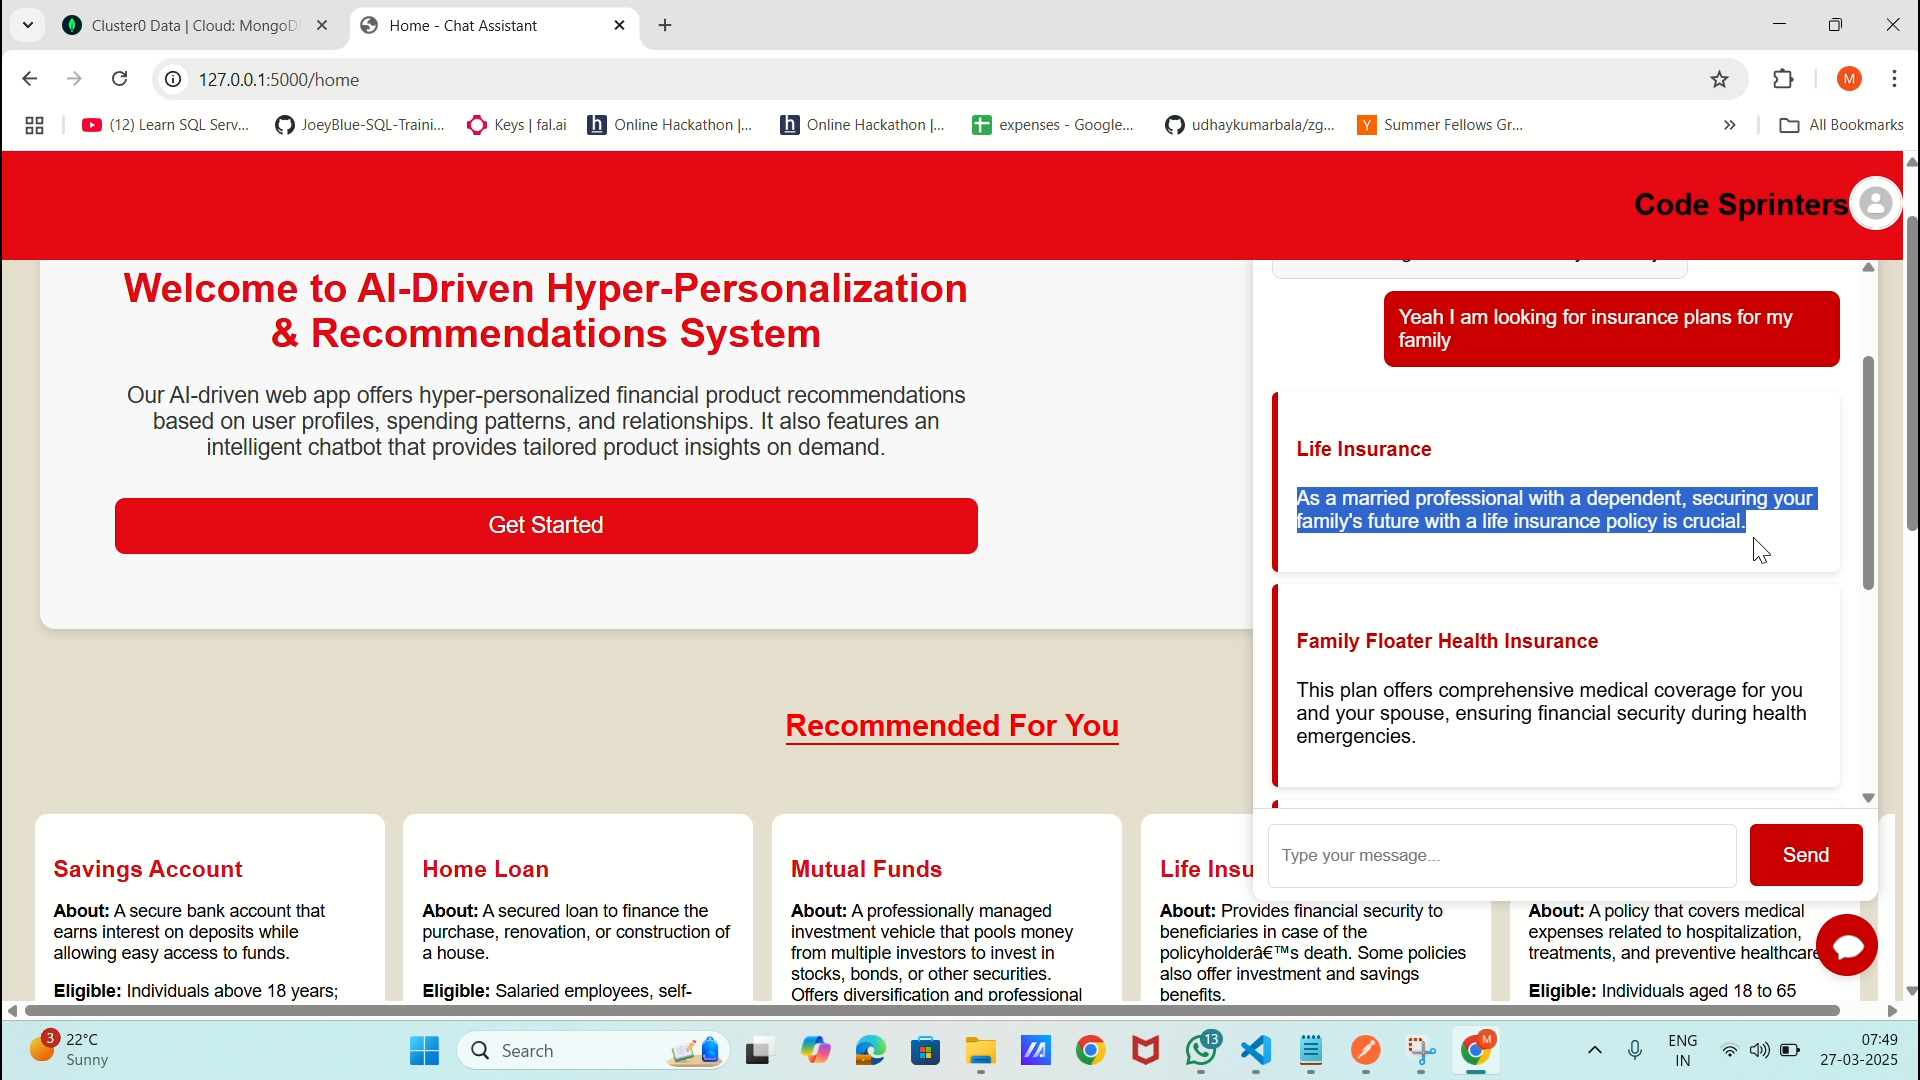 Cluster0 Data | Cloud: MongoD
Home - Chat Assistant
127.0.0.1:5000/home
M
(12) Learn SQL Serv...
JoeyBlue-SQL-Traini...
Keys | fal.ai
Online Hackathon |...
Online Hackathon |...
expenses - Google...
udhaykumarbala/zg...
Summer Fellows Gr...
All Bookmarks
Code Sprinters
Welcome to AI-Driven Hyper-Personalization
& Recommendations System
Our AI-driven web app offers hyper-personalized financial product recommendations
based on user profiles, spending patterns, and relationships. It also features an
intelligent chatbot that provides tailored product insights on demand.
Get Started
Yeah I am looking for insurance plans for my
family
Life Insurance
As a married professional with a dependent, securing your
family's future with a life insurance policy is crucial.
Family Floater Health Insurance
This plan offers comprehensive medical coverage for you
and your spouse, ensuring financial security during health
emergencies.
Type your message...
Send
Recommended For You
Savings Account
About: A secure bank account that
earns interest on deposits while
allowing easy access to funds.
Eligible: Individuals above 18 years;
Home Loan
About: A secured loan to finance the
purchase, renovation, or construction of
a house.
Eligible: Salaried employees, self-
Mutual Funds
About: A professionally managed
investment vehicle that pools money
from multiple investors to invest in
stocks, bonds, or other securities.
Offers diversification and professional
Life Insu
About: Provides financial security to
beneficiaries in case of the
policyholderâ€™s death. Some policies
also offer investment and savings
benefits.
About: A policy that covers medical
expenses related to hospitalization,
treatments, and preventive healthcare
Eligible: Individuals aged 18 to 65
3
22°C
Sunny
Search
13
M
ENG
IN
07:49
27-03-2025